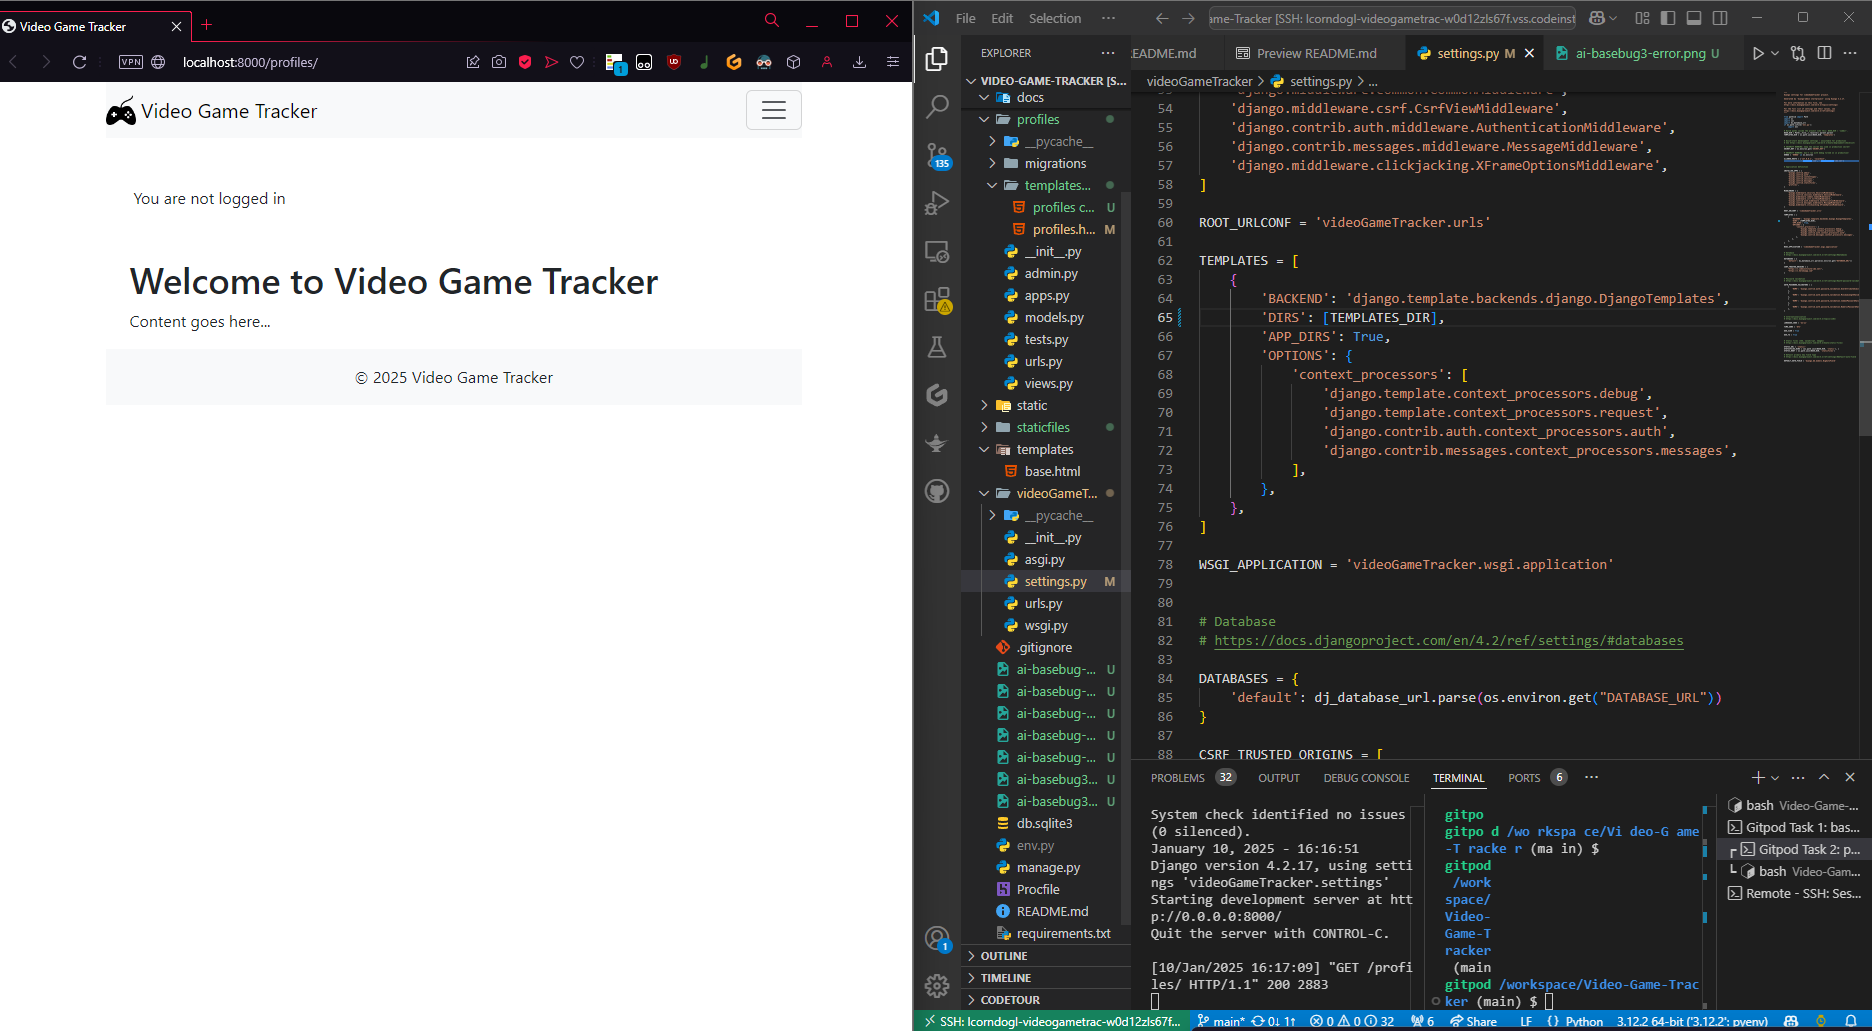 Video Game Tracker
VPN
localhost:8000/profiles/
1
Video Game Tracker
You are not logged in
Welcome to Video Game Tracker
Content goes here...
© 2025 Video Game Tracker
File Edit Selection ···
ame-Tracker [SSH: lcorndogl-videogametrac-w0d12zls67f.vss.codeinst
EXPLORER ···
VIDEO-GAME-TRACKER [S...
docs
profiles
__pycache__
migrations
templates...
profiles c... U
profiles.h... M
__init__.py
admin.py
apps.py
models.py
tests.py
urls.py
views.py
static
staticfiles
templates
base.html
videoGameT...
__pycache__
__init__.py
asgi.py
settings.py M
urls.py
wsgi.py
.gitignore
ai-basebug-... U
ai-basebug-... U
ai-basebug-... U
ai-basebug-... U
ai-basebug-... U
ai-basebug3... U
ai-basebug3... U
db.sqlite3
env.py
manage.py
Procfile
README.md
requirements.txt
OUTLINE
TIMELINE
CODETOUR
135
1
README.md
Preview README.md
settings.py M
ai-basebug3-error.png U
videoGameTracker > settings.py > ...
53 'django.middleware.common.CommonMiddleware',
54 'django.middleware.csrf.CsrfViewMiddleware',
55 'django.contrib.auth.middleware.AuthenticationMiddleware',
56 'django.contrib.messages.middleware.MessageMiddleware',
57 'django.middleware.clickjacking.XFrameOptionsMiddleware',
58 ]
59
60 ROOT_URLCONF = 'videoGameTracker.urls'
61
62 TEMPLATES = [
63 {
64 'BACKEND': 'django.template.backends.django.DjangoTemplates',
65 'DIRS': [TEMPLATES_DIR],
66 'APP_DIRS': True,
67 'OPTIONS': {
68 'context_processors': [
69 'django.template.context_processors.debug',
70 'django.template.context_processors.request',
71 'django.contrib.auth.context_processors.auth',
72 'django.contrib.messages.context_processors.messages',
73 ],
74 },
75 },
76 ]
77
78 WSGI_APPLICATION = 'videoGameTracker.wsgi.application'
79
80
81 # Database
82 # https://docs.djangoproject.com/en/4.2/ref/settings/#databases
83
84 DATABASES = {
85 'default': dj_database_url.parse(os.environ.get("DATABASE_URL"))
86 }
87
88 CSRF_TRUSTED_ORIGINS = [
PROBLEMS 32 OUTPUT DEBUG CONSOLE TERMINAL PORTS 6 ···
System check identified no issues
(0 silenced).
January 10, 2025 - 16:16:51
Django version 4.2.17, using setti
ngs 'videoGameTracker.settings'
Starting development server at htt
p://0.0.0.0:8000/
Quit the server with CONTROL-C.
[10/Jan/2025 16:17:09] "GET /profi
les/ HTTP/1.1" 200 2883
gitpo
gitpo d /wo rkspa ce/Vi deo-G ame
-T racke r (ma in) $
gitpod
/work
space/
Video-
Game-T
racker
(main
gitpod /workspace/Video-Game-Trac
ker (main) $
bash Video-Game-...
Gitpod Task 1: bas...
Gitpod Task 2: p...
bash Video-Gam...
Remote - SSH: Ses...
SSH: lcorndogl-videogametrac-w0d12zls67f... main* 0↓ 1↑ 0 0 32 6 Share LF {} Python 3.12.2 64-bit ('3.12.2': pyenv)